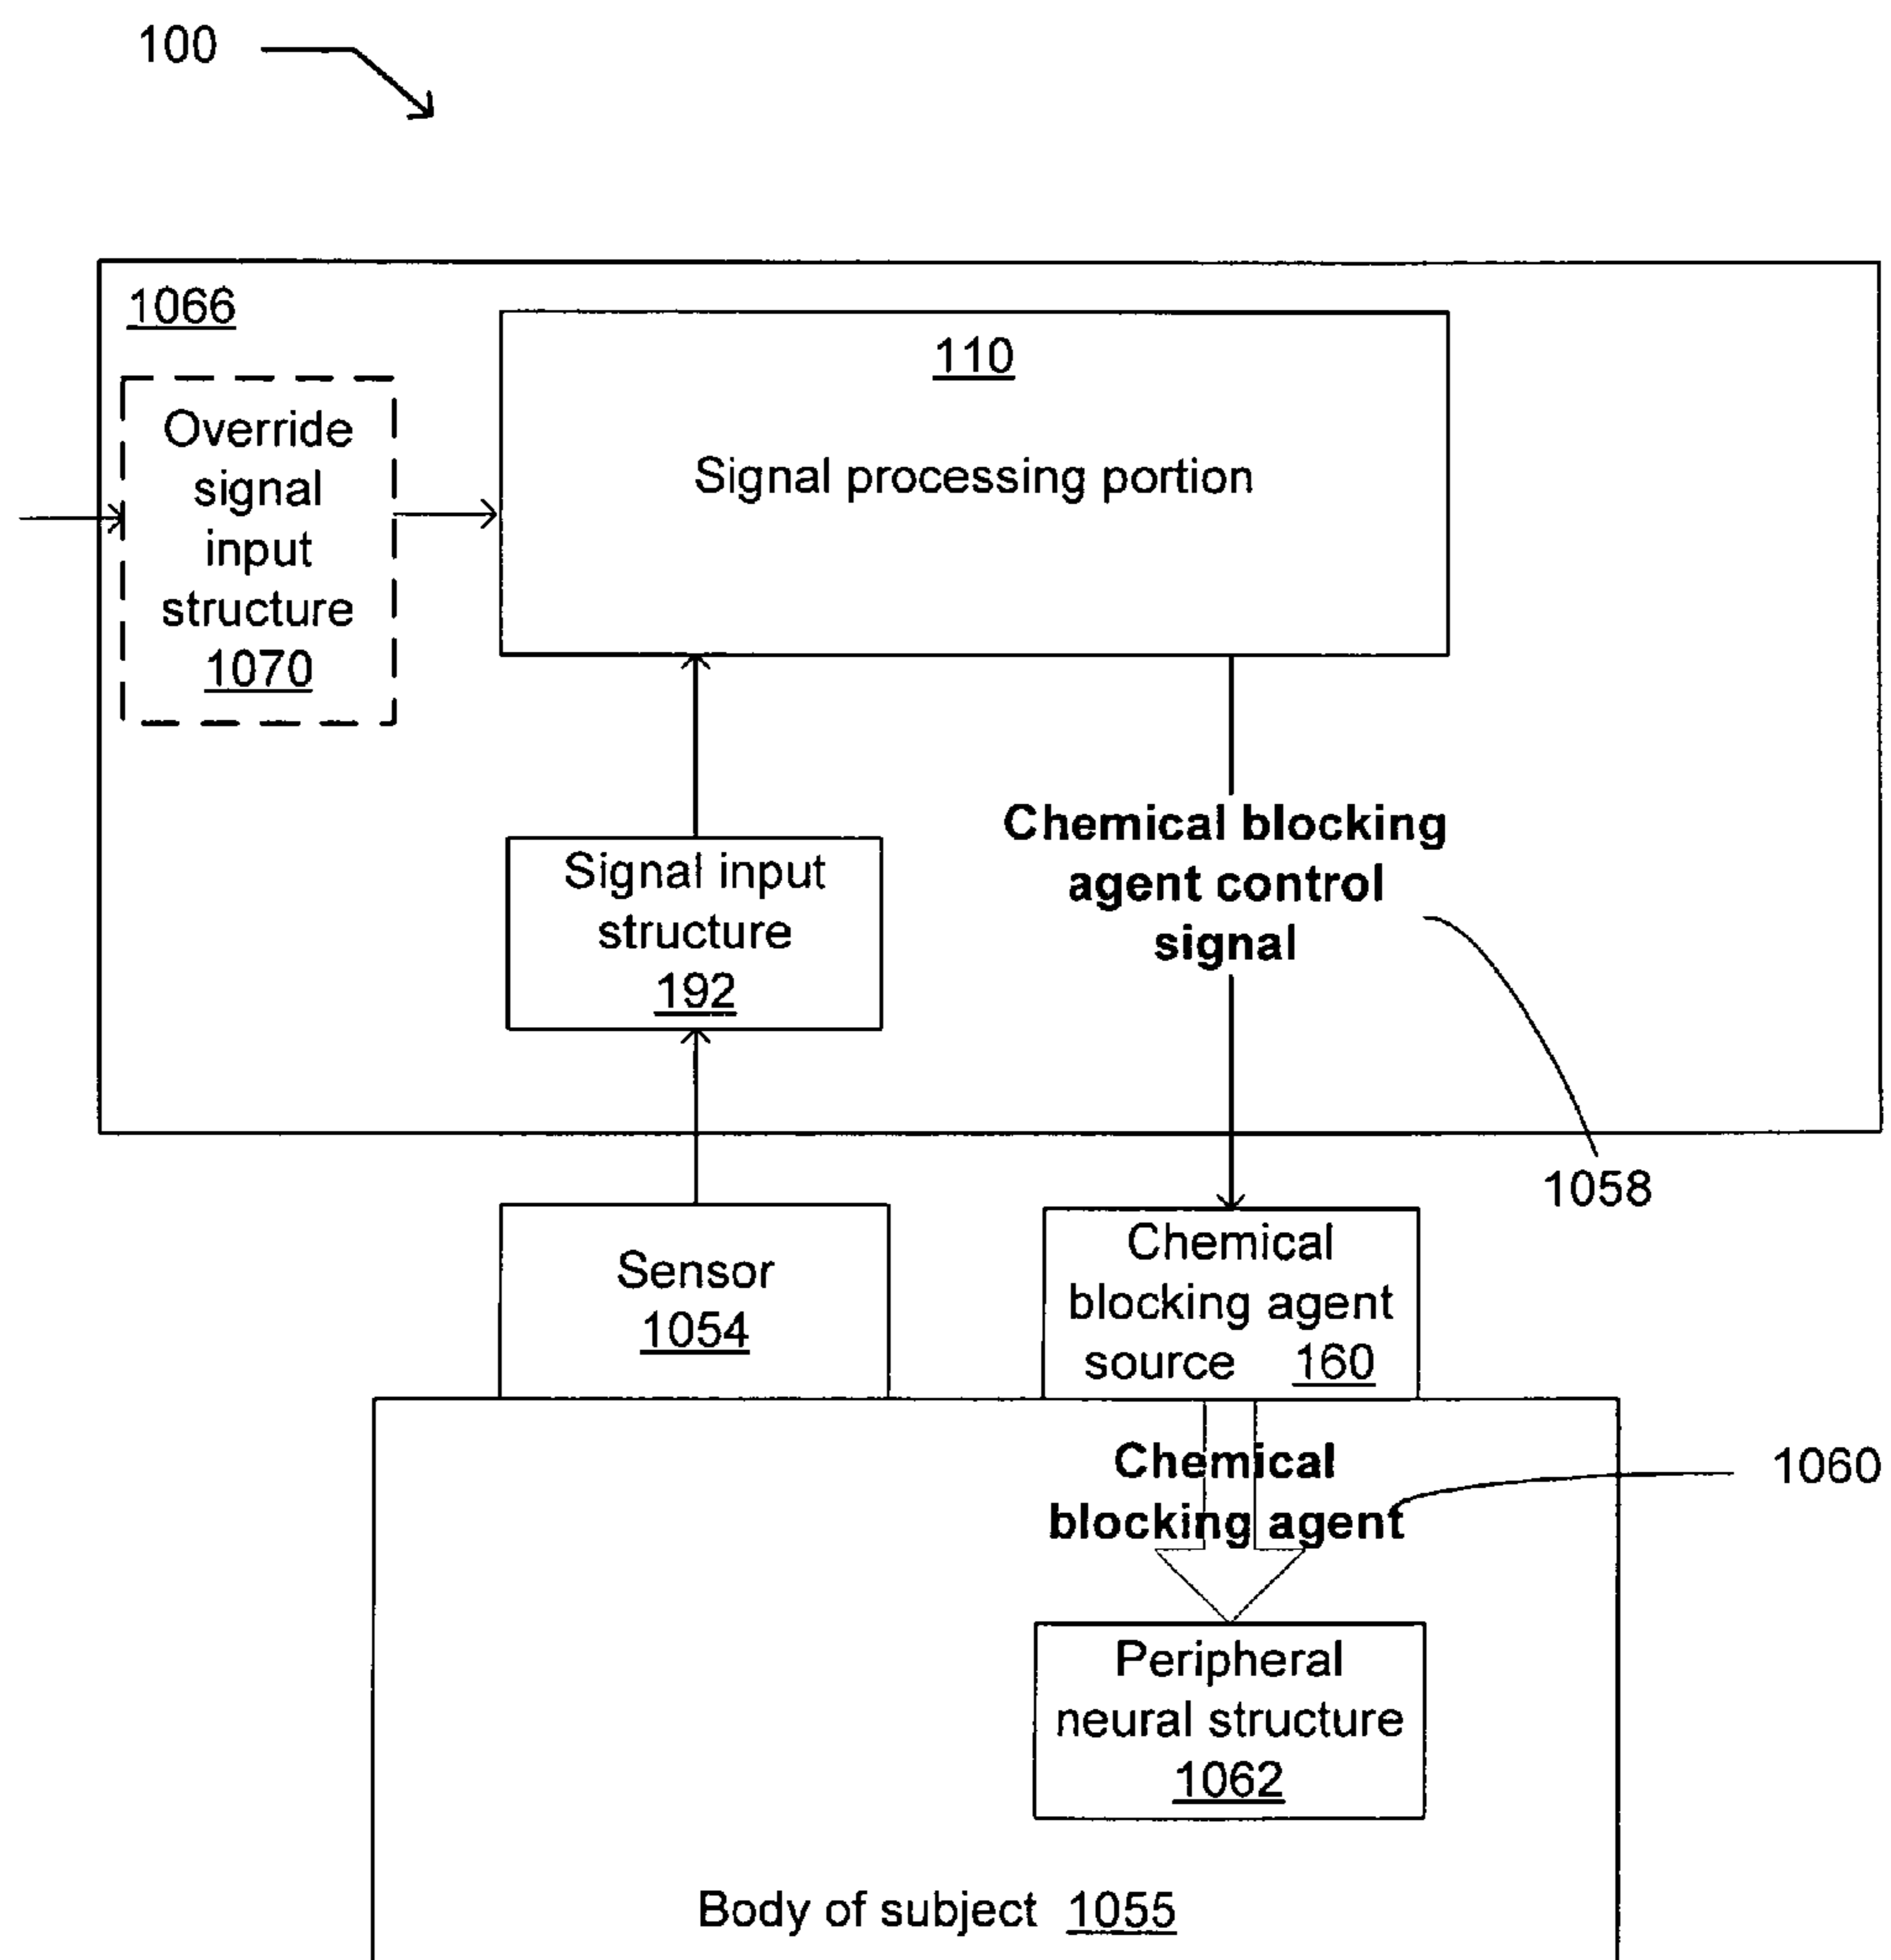 100
1066
110
Signal processing portion
Override
signal
input
structure
1070
Signal input
structure
192
Chemical blocking
agent control
signal
1058
Sensor
1054
Chemical
blocking agent
source 160
Chemical
blocking agent
1060
Peripheral
neural structure
1062
Body of subject 1055